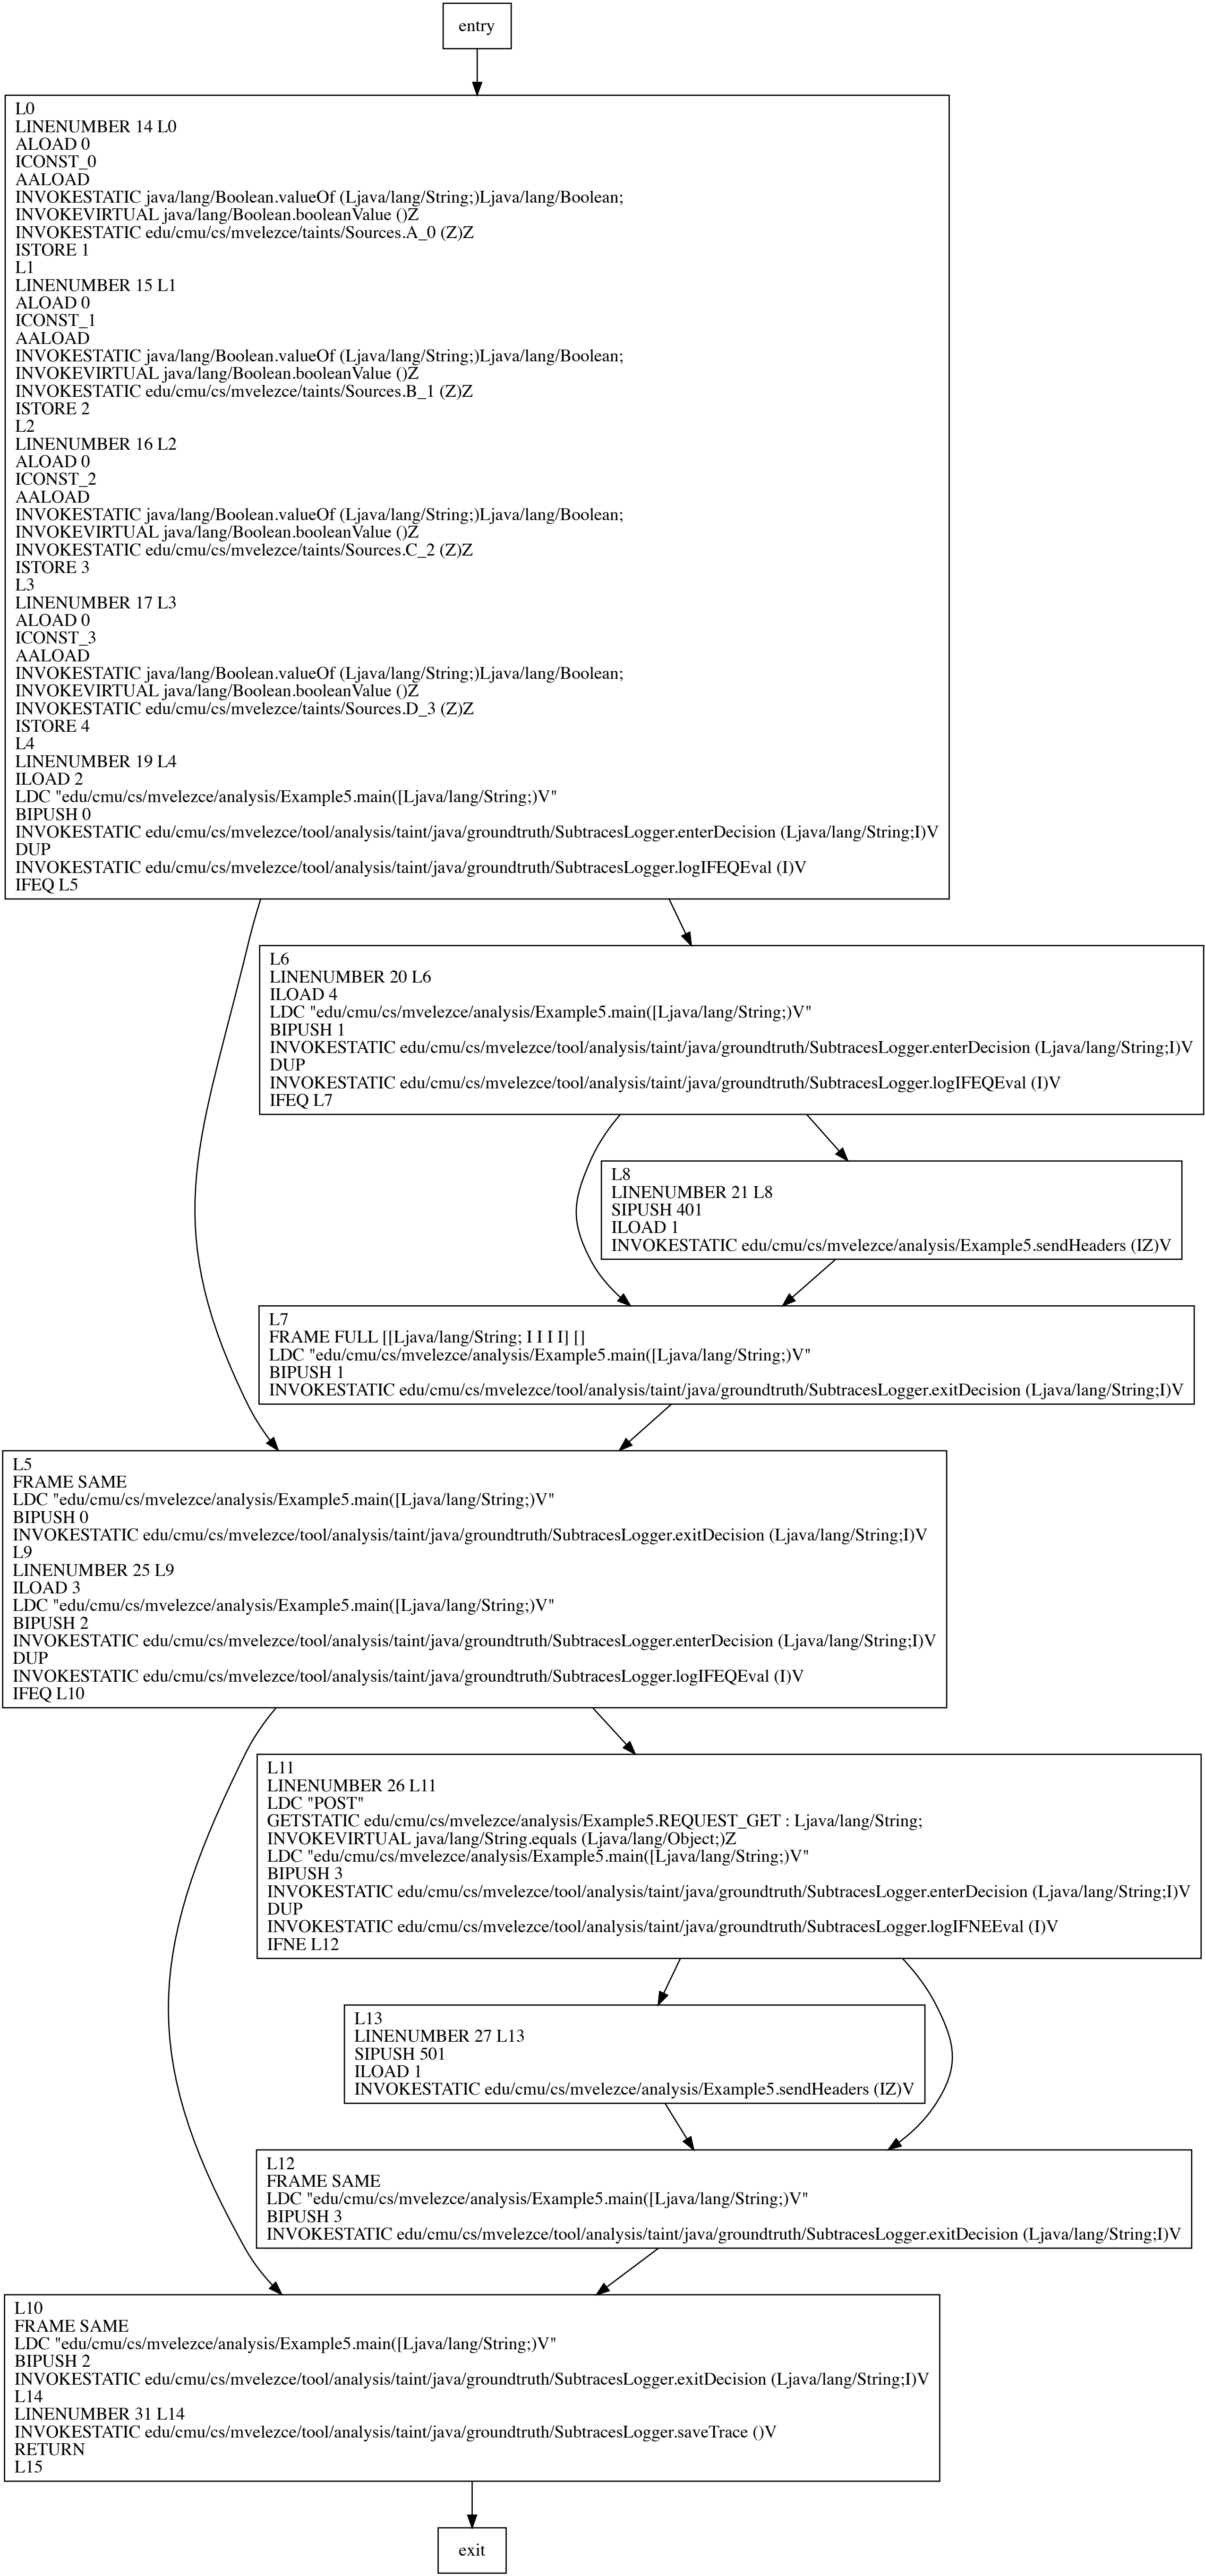 entry
L0
LINENUMBER 14 L0
ALOAD 0
ICONST_0
AALOAD
INVOKESTATIC java/lang/Boolean.valueOf (Ljava/lang/String;)Ljava/lang/Boolean;
INVOKEVIRTUAL java/lang/Boolean.booleanValue ()Z
INVOKESTATIC edu/cmu/cs/mvelezce/taints/Sources.A_0 (Z)Z
ISTORE 1
L1
LINENUMBER 15 L1
ALOAD 0
ICONST_1
AALOAD
INVOKESTATIC java/lang/Boolean.valueOf (Ljava/lang/String;)Ljava/lang/Boolean;
INVOKEVIRTUAL java/lang/Boolean.booleanValue ()Z
INVOKESTATIC edu/cmu/cs/mvelezce/taints/Sources.B_1 (Z)Z
ISTORE 2
L2
LINENUMBER 16 L2
ALOAD 0
ICONST_2
AALOAD
INVOKESTATIC java/lang/Boolean.valueOf (Ljava/lang/String;)Ljava/lang/Boolean;
INVOKEVIRTUAL java/lang/Boolean.booleanValue ()Z
INVOKESTATIC edu/cmu/cs/mvelezce/taints/Sources.C_2 (Z)Z
ISTORE 3
L3
LINENUMBER 17 L3
ALOAD 0
ICONST_3
AALOAD
INVOKESTATIC java/lang/Boolean.valueOf (Ljava/lang/String;)Ljava/lang/Boolean;
INVOKEVIRTUAL java/lang/Boolean.booleanValue ()Z
INVOKESTATIC edu/cmu/cs/mvelezce/taints/Sources.D_3 (Z)Z
ISTORE 4
L4
LINENUMBER 19 L4
ILOAD 2
LDC "edu/cmu/cs/mvelezce/analysis/Example5.main([Ljava/lang/String;)V"
BIPUSH 0
INVOKESTATIC edu/cmu/cs/mvelezce/tool/analysis/taint/java/groundtruth/SubtracesLogger.enterDecision (Ljava/lang/String;I)V
DUP
INVOKESTATIC edu/cmu/cs/mvelezce/tool/analysis/taint/java/groundtruth/SubtracesLogger.logIFEQEval (I)V
IFEQ L5
L6
LINENUMBER 20 L6
ILOAD 4
LDC "edu/cmu/cs/mvelezce/analysis/Example5.main([Ljava/lang/String;)V"
BIPUSH 1
INVOKESTATIC edu/cmu/cs/mvelezce/tool/analysis/taint/java/groundtruth/SubtracesLogger.enterDecision (Ljava/lang/String;I)V
DUP
INVOKESTATIC edu/cmu/cs/mvelezce/tool/analysis/taint/java/groundtruth/SubtracesLogger.logIFEQEval (I)V
IFEQ L7
L8
LINENUMBER 21 L8
SIPUSH 401
ILOAD 1
INVOKESTATIC edu/cmu/cs/mvelezce/analysis/Example5.sendHeaders (IZ)V
L7
FRAME FULL [[Ljava/lang/String; I I I I] []
LDC "edu/cmu/cs/mvelezce/analysis/Example5.main([Ljava/lang/String;)V"
BIPUSH 1
INVOKESTATIC edu/cmu/cs/mvelezce/tool/analysis/taint/java/groundtruth/SubtracesLogger.exitDecision (Ljava/lang/String;I)V
L5
FRAME SAME
LDC "edu/cmu/cs/mvelezce/analysis/Example5.main([Ljava/lang/String;)V"
BIPUSH 0
INVOKESTATIC edu/cmu/cs/mvelezce/tool/analysis/taint/java/groundtruth/SubtracesLogger.exitDecision (Ljava/lang/String;I)V
L9
LINENUMBER 25 L9
ILOAD 3
LDC "edu/cmu/cs/mvelezce/analysis/Example5.main([Ljava/lang/String;)V"
BIPUSH 2
INVOKESTATIC edu/cmu/cs/mvelezce/tool/analysis/taint/java/groundtruth/SubtracesLogger.enterDecision (Ljava/lang/String;I)V
DUP
INVOKESTATIC edu/cmu/cs/mvelezce/tool/analysis/taint/java/groundtruth/SubtracesLogger.logIFEQEval (I)V
IFEQ L10
L11
LINENUMBER 26 L11
LDC "POST"
GETSTATIC edu/cmu/cs/mvelezce/analysis/Example5.REQUEST_GET : Ljava/lang/String;
INVOKEVIRTUAL java/lang/String.equals (Ljava/lang/Object;)Z
LDC "edu/cmu/cs/mvelezce/analysis/Example5.main([Ljava/lang/String;)V"
BIPUSH 3
INVOKESTATIC edu/cmu/cs/mvelezce/tool/analysis/taint/java/groundtruth/SubtracesLogger.enterDecision (Ljava/lang/String;I)V
DUP
INVOKESTATIC edu/cmu/cs/mvelezce/tool/analysis/taint/java/groundtruth/SubtracesLogger.logIFNEEval (I)V
IFNE L12
L13
LINENUMBER 27 L13
SIPUSH 501
ILOAD 1
INVOKESTATIC edu/cmu/cs/mvelezce/analysis/Example5.sendHeaders (IZ)V
L12
FRAME SAME
LDC "edu/cmu/cs/mvelezce/analysis/Example5.main([Ljava/lang/String;)V"
BIPUSH 3
INVOKESTATIC edu/cmu/cs/mvelezce/tool/analysis/taint/java/groundtruth/SubtracesLogger.exitDecision (Ljava/lang/String;I)V
L10
FRAME SAME
LDC "edu/cmu/cs/mvelezce/analysis/Example5.main([Ljava/lang/String;)V"
BIPUSH 2
INVOKESTATIC edu/cmu/cs/mvelezce/tool/analysis/taint/java/groundtruth/SubtracesLogger.exitDecision (Ljava/lang/String;I)V
L14
LINENUMBER 31 L14
INVOKESTATIC edu/cmu/cs/mvelezce/tool/analysis/taint/java/groundtruth/SubtracesLogger.saveTrace ()V
RETURN
L15
exit